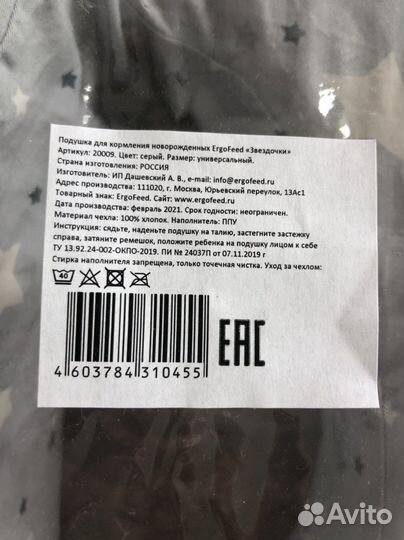 Подушка для кормления новорожденных ErgoFeed «Звездочки»
Артикул: 20009. Цвет: серый. Размер: универсальный.
Страна изготовления: РОССИЯ
Изготовитель: ИП Дашевский А. В., e-mail: info@ergofeed.ru
Адрес производства: 111020, г. Москва, Юрьевский переулок, 13Ас1
Товарный знак: ErgoFeed. Сайт: www.ergofeed.ru
Дата производства: февраль 2021. Срок годности: неограничен.
Материал чехла: 100% хлопок. Наполнитель: ППУ
Инструкция: сядьте, наденьте подушку на талию, застегните застежку
справа, затяните ремешок, положите ребенка на подушку лицом к себе
ТУ 13.92.24-002-ОКПО-2019. ПИ № 24037П от 07.11.2019 г
Стирка наполнителя запрещена, только точечная чистка. Уход за чехлом:
40
EAC
4 603784 310455
Avito